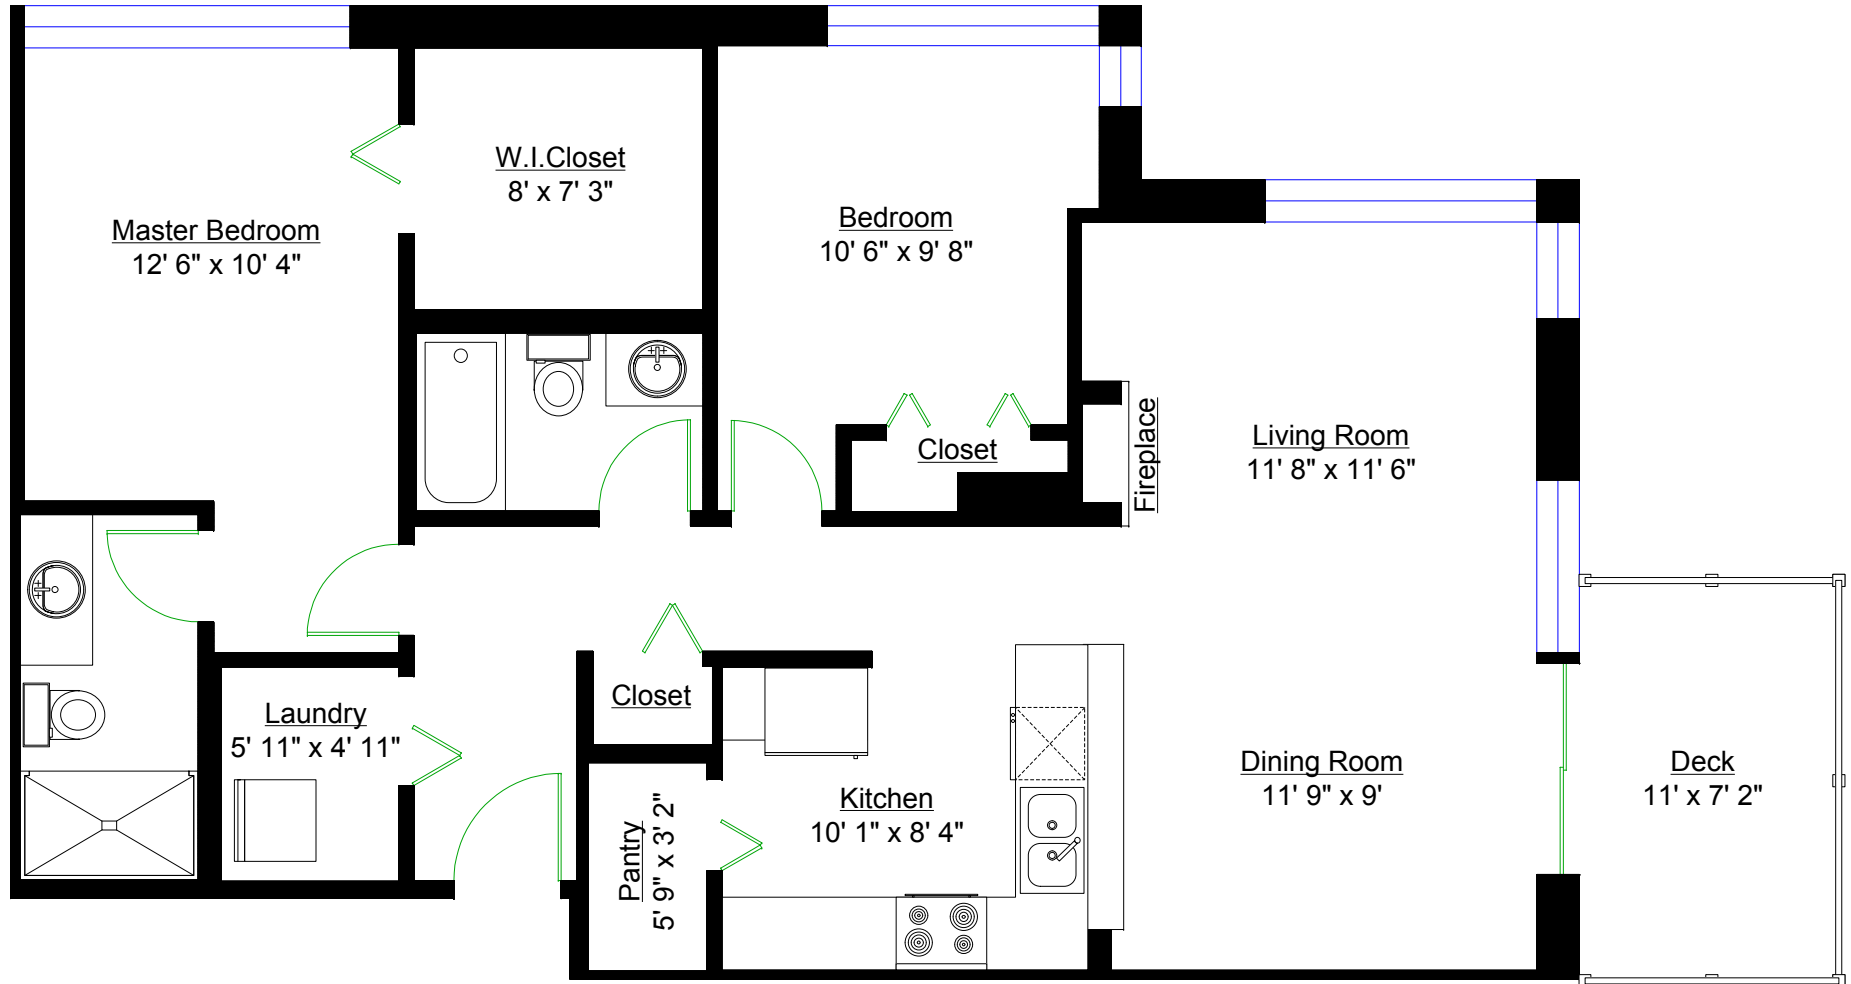 W.I.Closet
8' x 7' 3"
Master Bedroom
12' 6" x 10' 4"
Bedroom
10' 6" x 9' 8"
Closet
Fireplace
Living Room
11' 8" x 11' 6"
Closet
Laundry
5' 11" x 4' 11"
Pantry
5' 9" x 3' 2"
Kitchen
10' 1" x 8' 4"
Dining Room
11' 9" x 9'
Deck
11' x 7' 2"